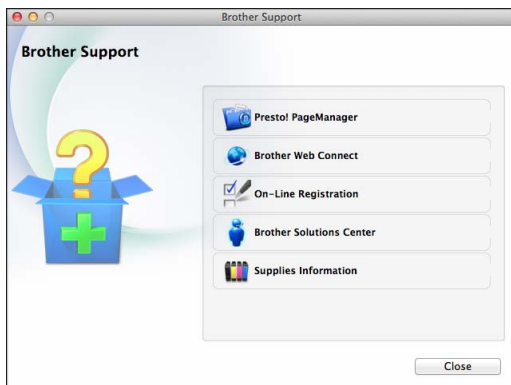 Brother Support
Brother Support
Presto! PageManager
Brother Web Connect
On-Line Registration
Brother Solutions Center
Supplies Information
Close